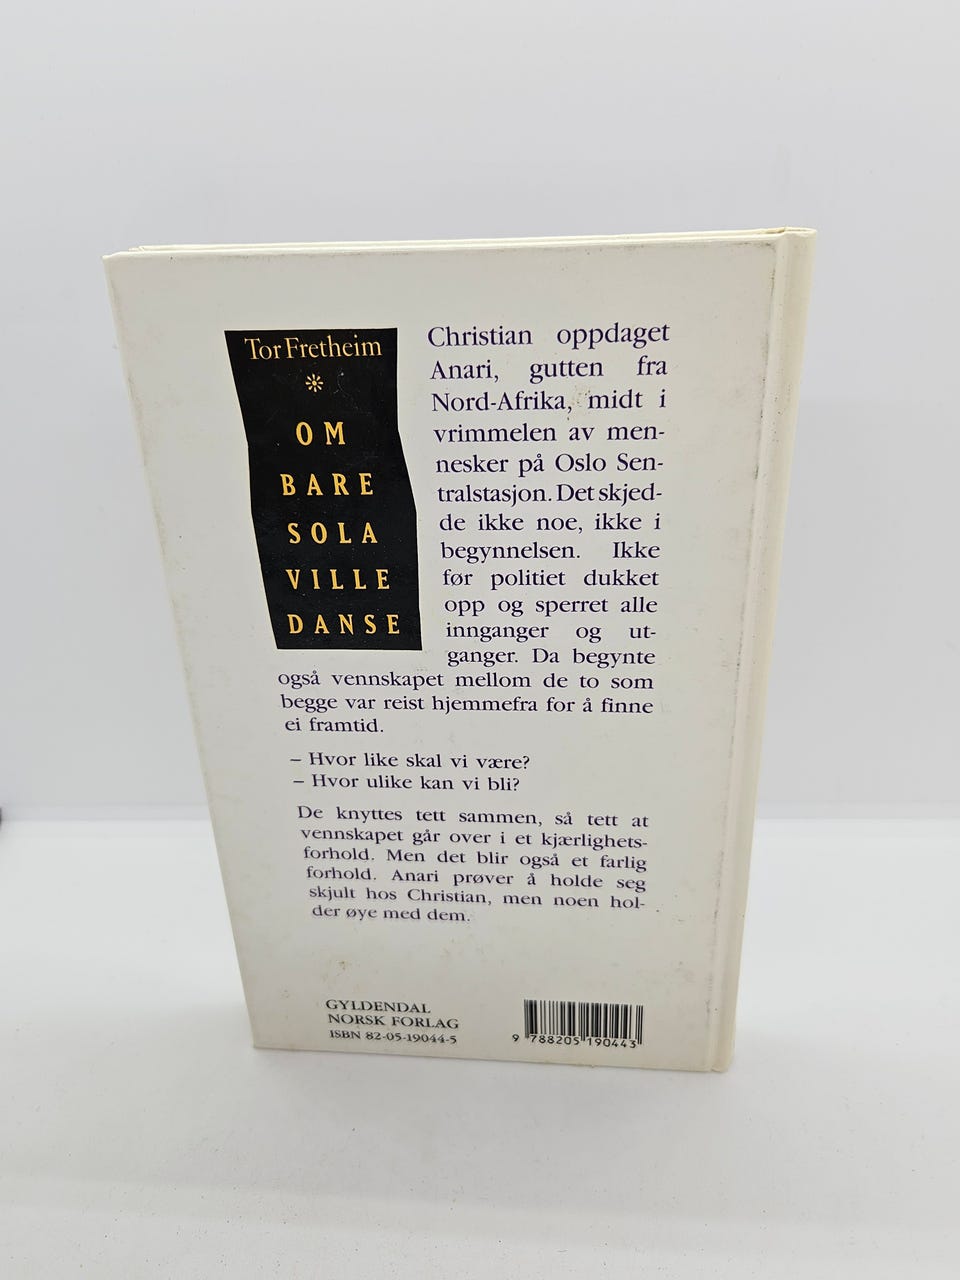 Tor Fretheim
OM
BARE
SOLA
VILLE
DANSE
Christian oppdaget
Anari, gutten fra
Nord-Afrika, midt i
vrimmelen av men-
nesker på Oslo Sen-
tralstasjon. Det skjed-
de ikke noe, ikke i
begynnelsen. Ikke
før politiet dukket
opp og sperret alle
innganger og ut-
ganger. Da begynte
også vennskapet mellom de to som
begge var reist hjemmefra for å finne
ei framtid.
– Hvor like skal vi være?
– Hvor ulike kan vi bli?
De knyttes tett sammen, så tett at
vennskapet går over i et kjærlighets-
forhold. Men det blir også et farlig
forhold. Anari prøver å holde seg
skjult hos Christian, men noen hol-
der øye med dem.
GYLDENDAL
NORSK FORLAG
ISBN 82-05-19044-5
9 788205 190443